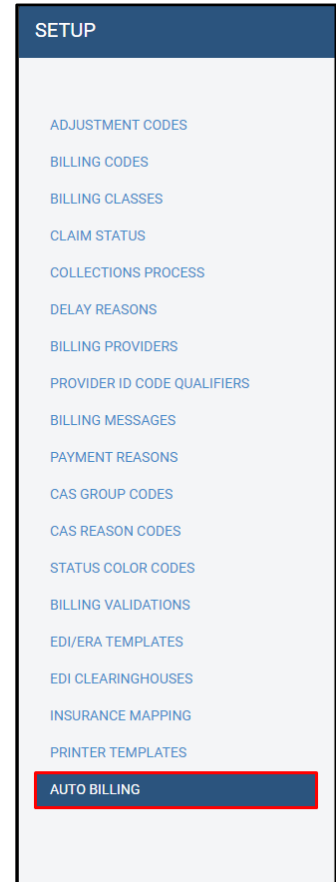 SETUP
ADJUSTMENT CODES
BILLING CODES
BILLING CLASSES
CLAIM STATUS
COLLECTIONS PROCESS
DELAY REASONS
BILLING PROVIDERS
PROVIDER ID CODE QUALIFIERS
BILLING MESSAGES
PAYMENT REASONS
CAS GROUP CODES
CAS REASON CODES
STATUS COLOR CODES
BILLING VALIDATIONS
EDI/ERA TEMPLATES
EDI CLEARINGHOUSES
INSURANCE MAPPING
PRINTER TEMPLATES
AUTO BILLING